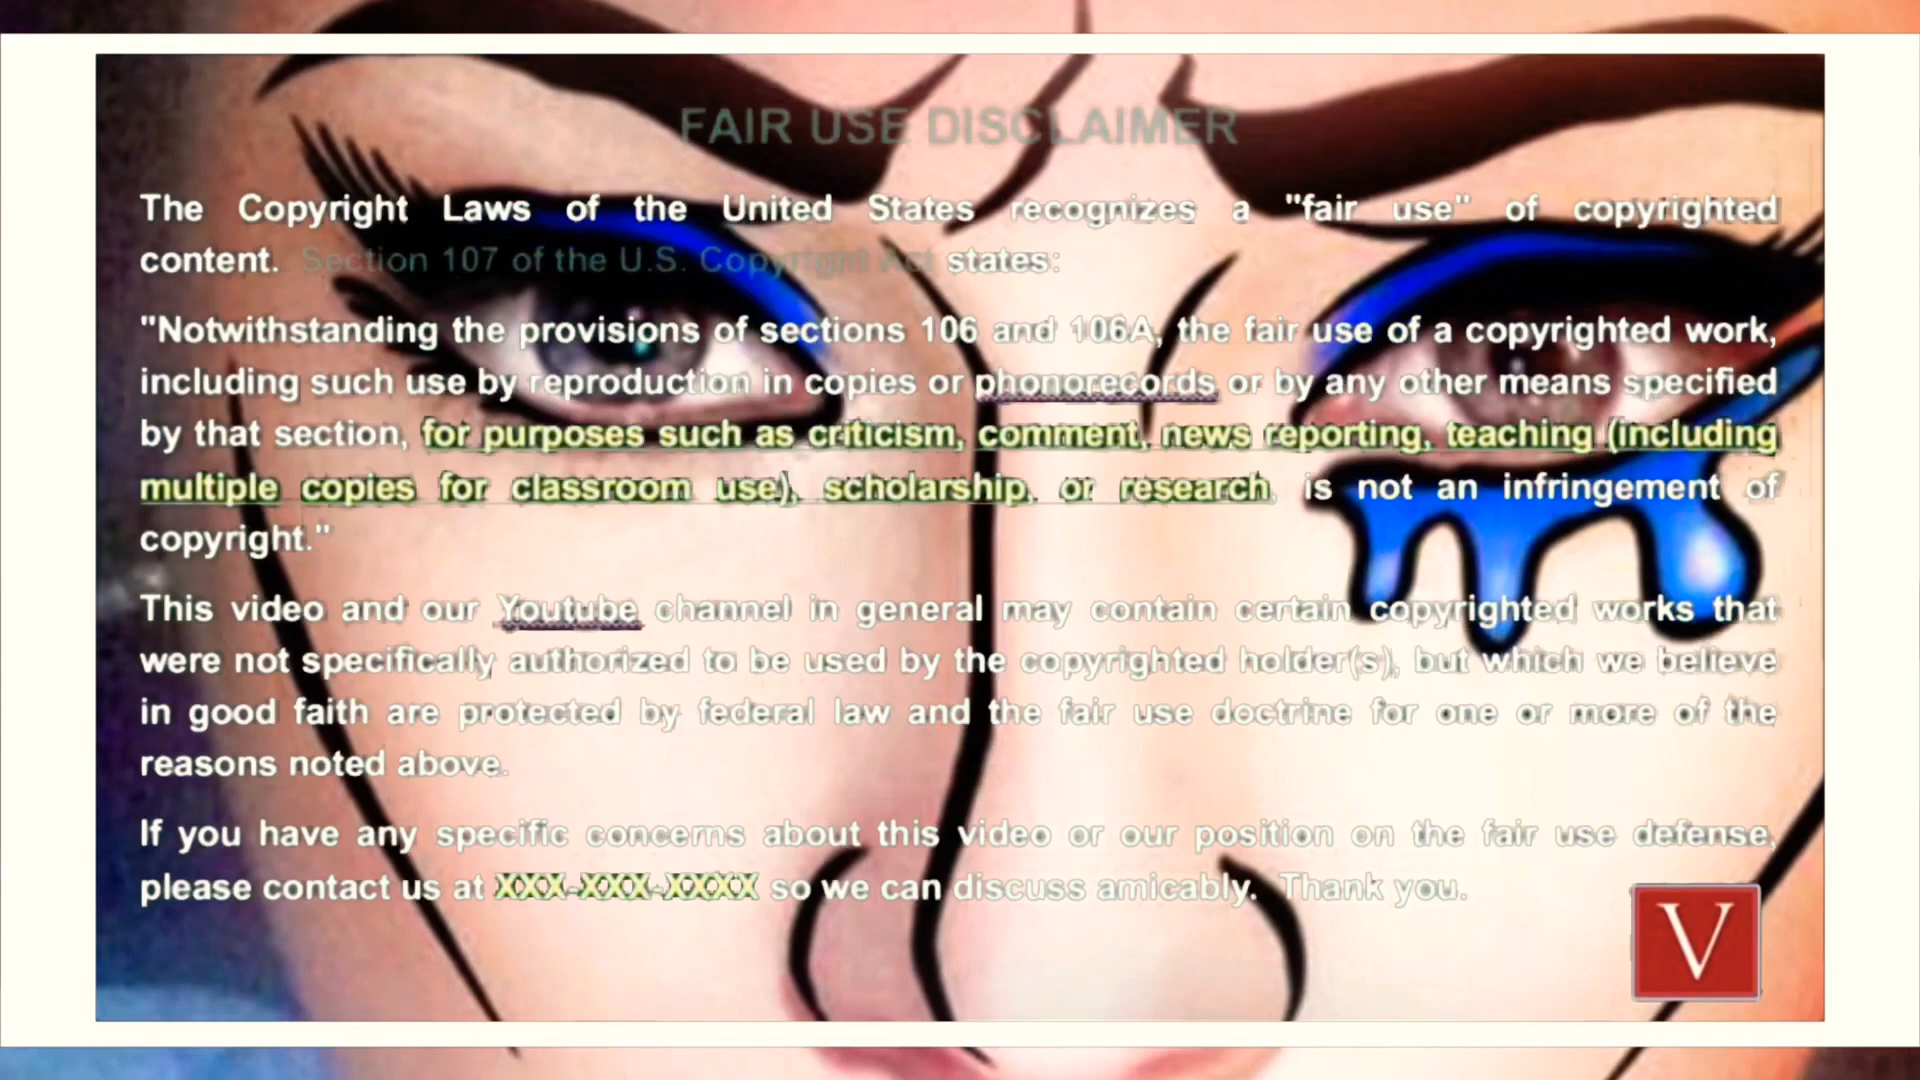 FAIR USE DISCLAIMER
The Copyright Laws of the United States recognizes a "fair use" of copyrighted
content. Section 107 of the U.S. Copyright Act states:
"Notwithstanding the provisions of sections 106 and 106A, the fair use of a copyrighted work,
including such use by reproduction in copies or phonorecords or by any other means specified
by that section, for purposes such as criticism, comment, news reporting, teaching (including
multiple copies for classroom use), scholarship, or research, is not an infringement of
copyright."
This video and our Youtube channel in general may contain certain copyrighted works that
were not specifically authorized to be used by the copyrighted holder(s), but which we believe
in good faith are protected by federal law and the fair use doctrine for one or more of the
reasons noted above.
If you have any specific concerns about this video or our position on the fair use defense,
please contact us at XXX-XXX-XXXX so we can discuss amicably. Thank you.
V